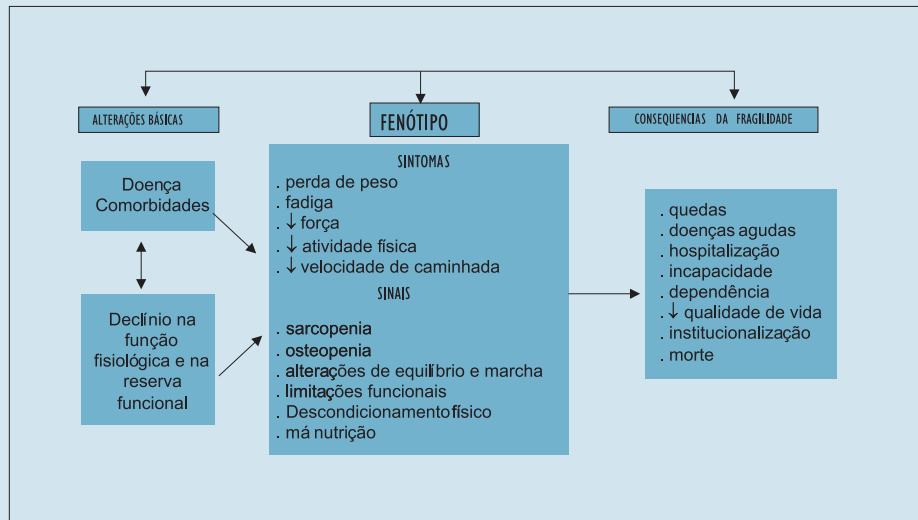 ALTERAÇÕES BÁSICAS
FENÓTIPO
CONSEQUENCIAS DA FRAGILIDADE
Doença
Comorbidades
Declínio na
função
fisiológica e na
reserva
funcional
SINTOMAS
. perda de peso
. fadiga
. ↓ força
. ↓ atividade física
. ↓ velocidade de caminhada
SINAIS
. sarcopenia
. osteopenia
. alterações de equilíbrio e marcha
. limitações funcionais
. Descondicionamento físico
. má nutrição
. quedas
. doenças agudas
. hospitalização
. incapacidade
. dependência
. ↓ qualidade de vida
. institucionalização
. morte